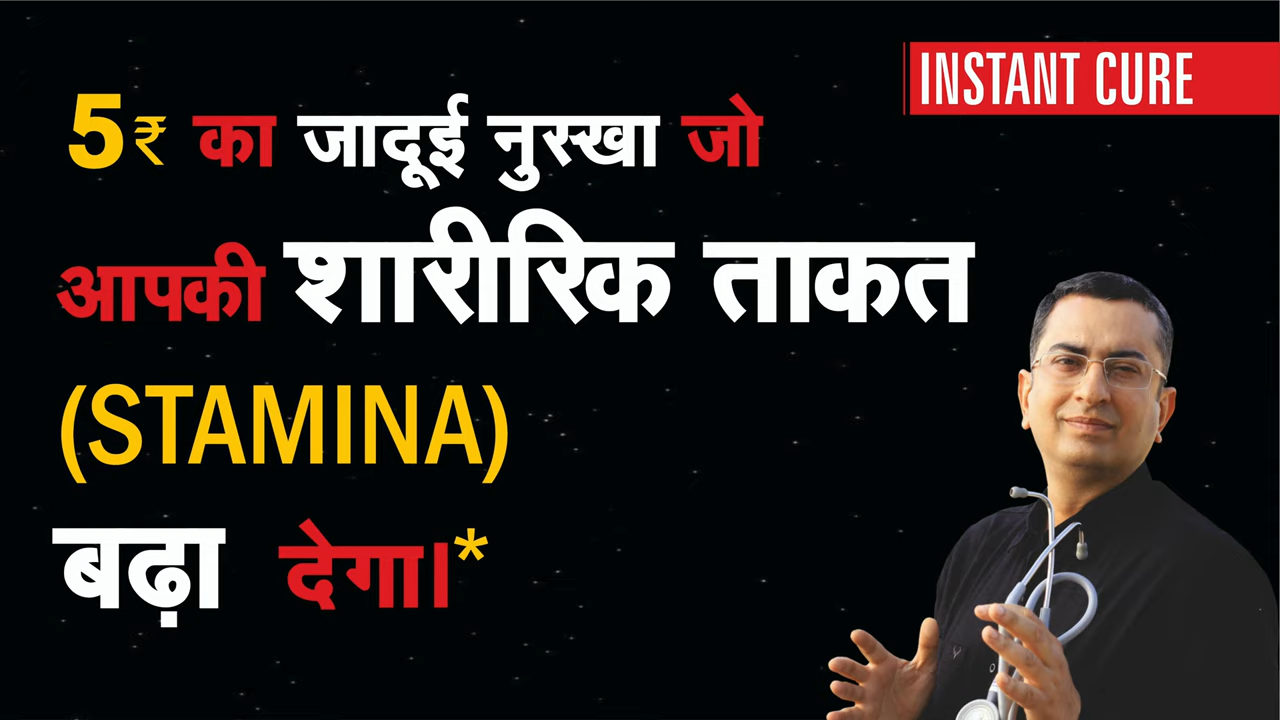 INSTANT CURE
5₹ का जादूई नुस्खा जो
आपकी शारीरिक ताकत
(STAMINA)
बढ़ा देगा।*